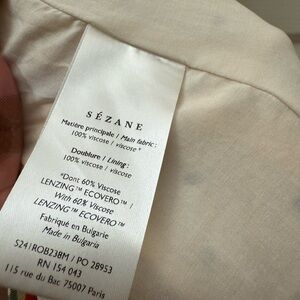 SÉZANE
Matière principale / Main fabric:
100% viscose / viscose*
Doublure / Lining:
100% viscose / viscose
*Dont 60% Viscose
LENZING™ ECOVERO™ /
With 60% Viscose
LENZING™ ECOVERO™
Fabriqué en Bulgarie
Made in Bulgaria
S24 | ROB23BM / PO 28953
RN 154 043
115 rue du Bac 75007 Paris